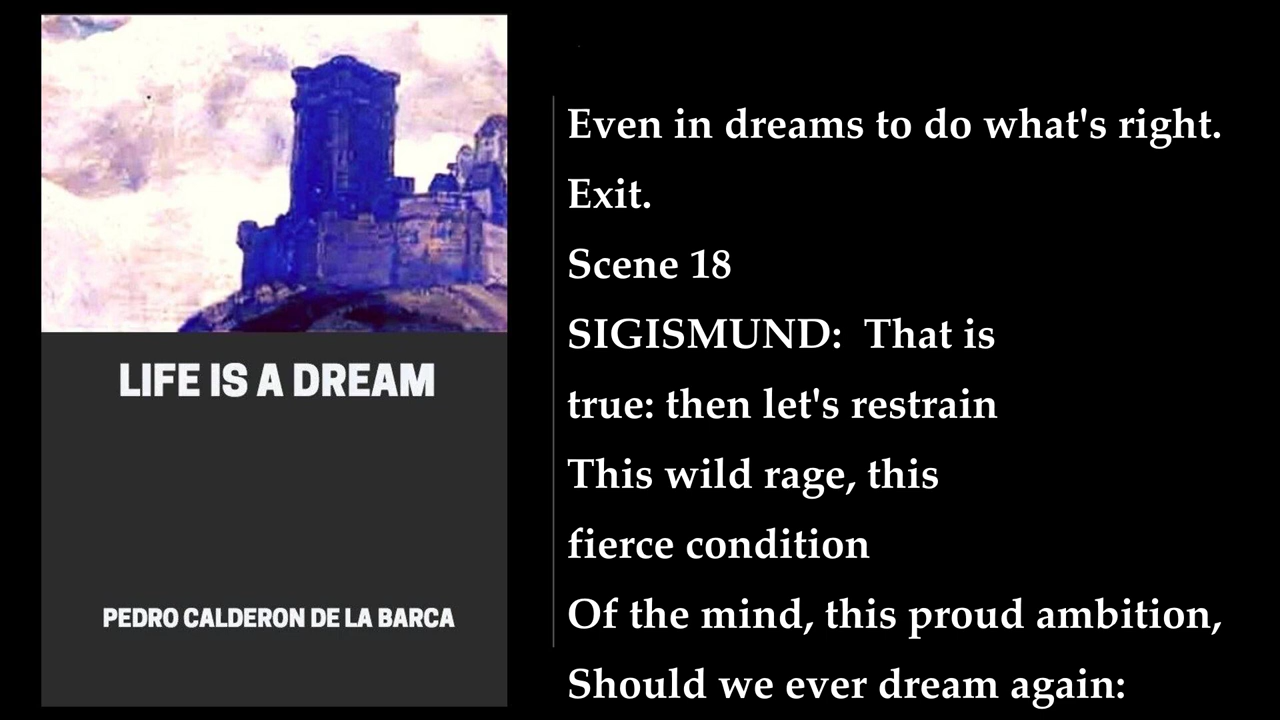 LIFE IS A DREAM
PEDRO CALDERON DE LA BARCA
Even in dreams to do what's right.
Exit.
Scene 18
SIGISMUND:  That is
true: then let's restrain
This wild rage, this
fierce condition
Of the mind, this proud ambition,
Should we ever dream again: